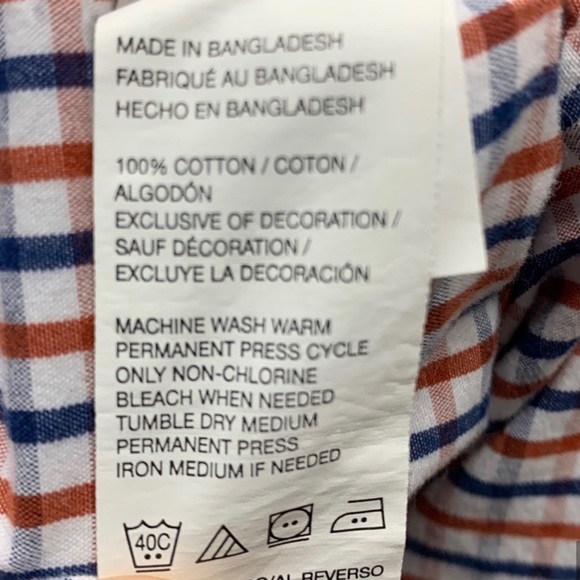 MADE IN BANGLADESH
FABRIQUÉ AU BANGLADESH
HECHO EN BANGLADESH
100% COTTON / COTON /
ALGODÓN
EXCLUSIVE OF DECORATION /
SAUF DÉCORATION /
EXCLUYE LA DECORACIÓN
MACHINE WASH WARM
PERMANENT PRESS CYCLE
ONLY NON-CHLORINE
BLEACH WHEN NEEDED
TUMBLE DRY MEDIUM
PERMANENT PRESS
IRON MEDIUM IF NEEDED
40C
REVERSO